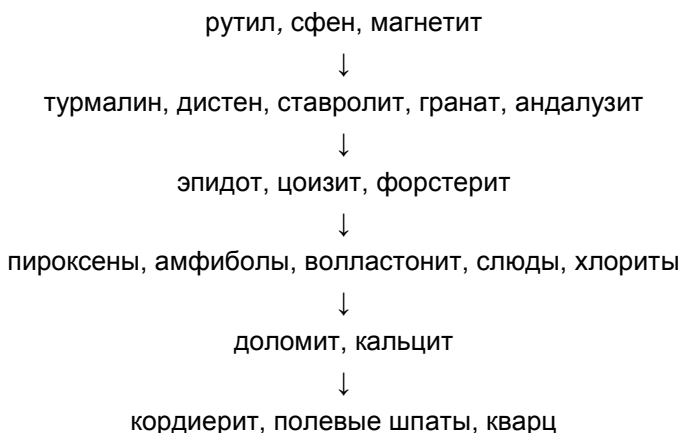 рутил, сфен, магнетит
↓
турмалин, дистен, ставролит, гранат, андалузит
↓
эпидот, цоизит, форстерит
↓
пироксены, амфиболы, волластонит, слюды, хлориты
↓
доломит, кальцит
↓
кордиерит, полевые шпаты, кварц